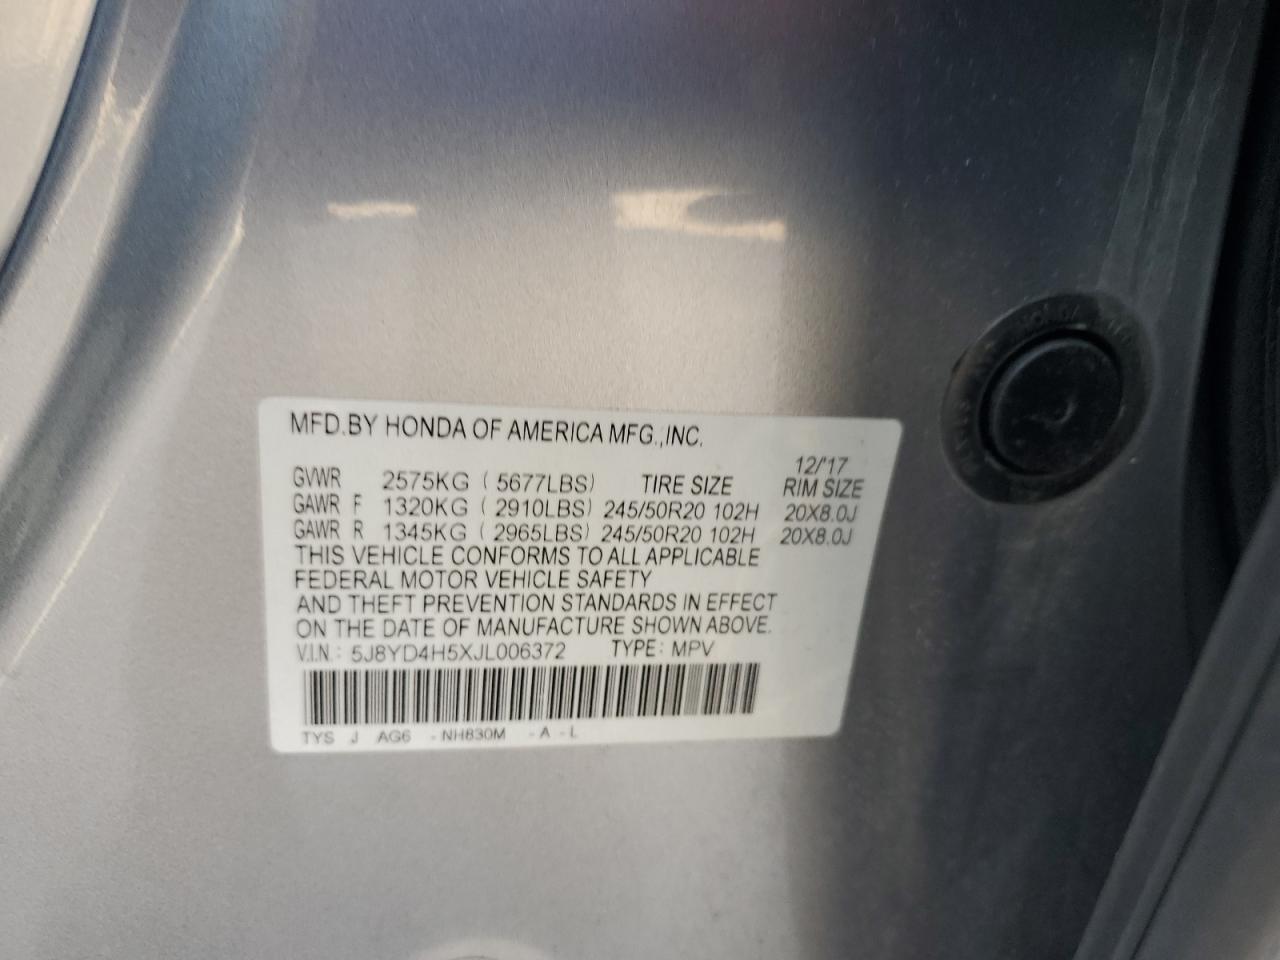 MFD.BY HONDA OF AMERICA MFG.,INC.
12/'17
GVWR 2575KG ( 5677LBS) TIRE SIZE RIM SIZE
GAWR F 1320KG ( 2910LBS) 245/50R20 102H 20X8.0J
GAWR R 1345KG ( 2965LBS) 245/50R20 102H 20X8.0J
THIS VEHICLE CONFORMS TO ALL APPLICABLE
FEDERAL MOTOR VEHICLE SAFETY
AND THEFT PREVENTION STANDARDS IN EFFECT
ON THE DATE OF MANUFACTURE SHOWN ABOVE.
V.I.N.: 5J8YD4H5XJL006372 TYPE: MPV
TYS J AG6 -NH830M -A -L
HONDA